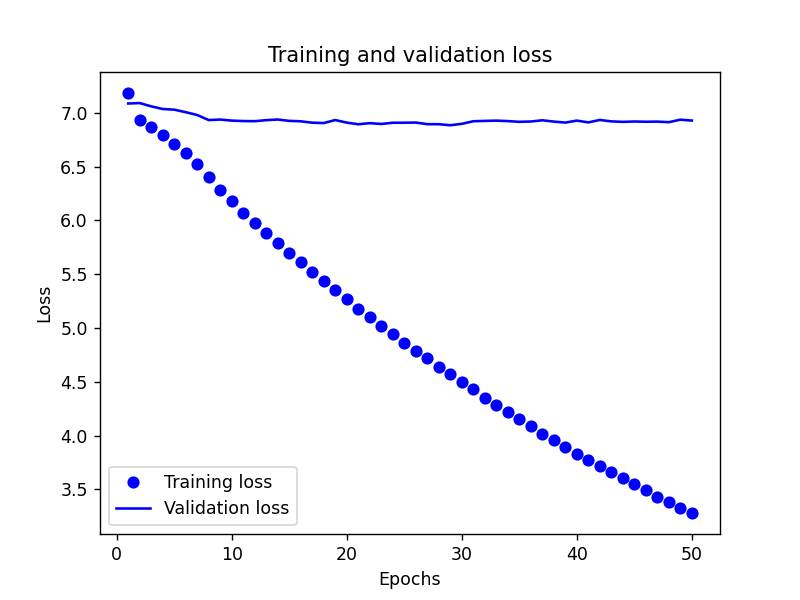 Training and validation loss
7.0
6.5
6.0
5.5
5.0
4.5
4.0
3.5
Loss
Training loss
Validation loss
0 10 20 30 40 50
Epochs